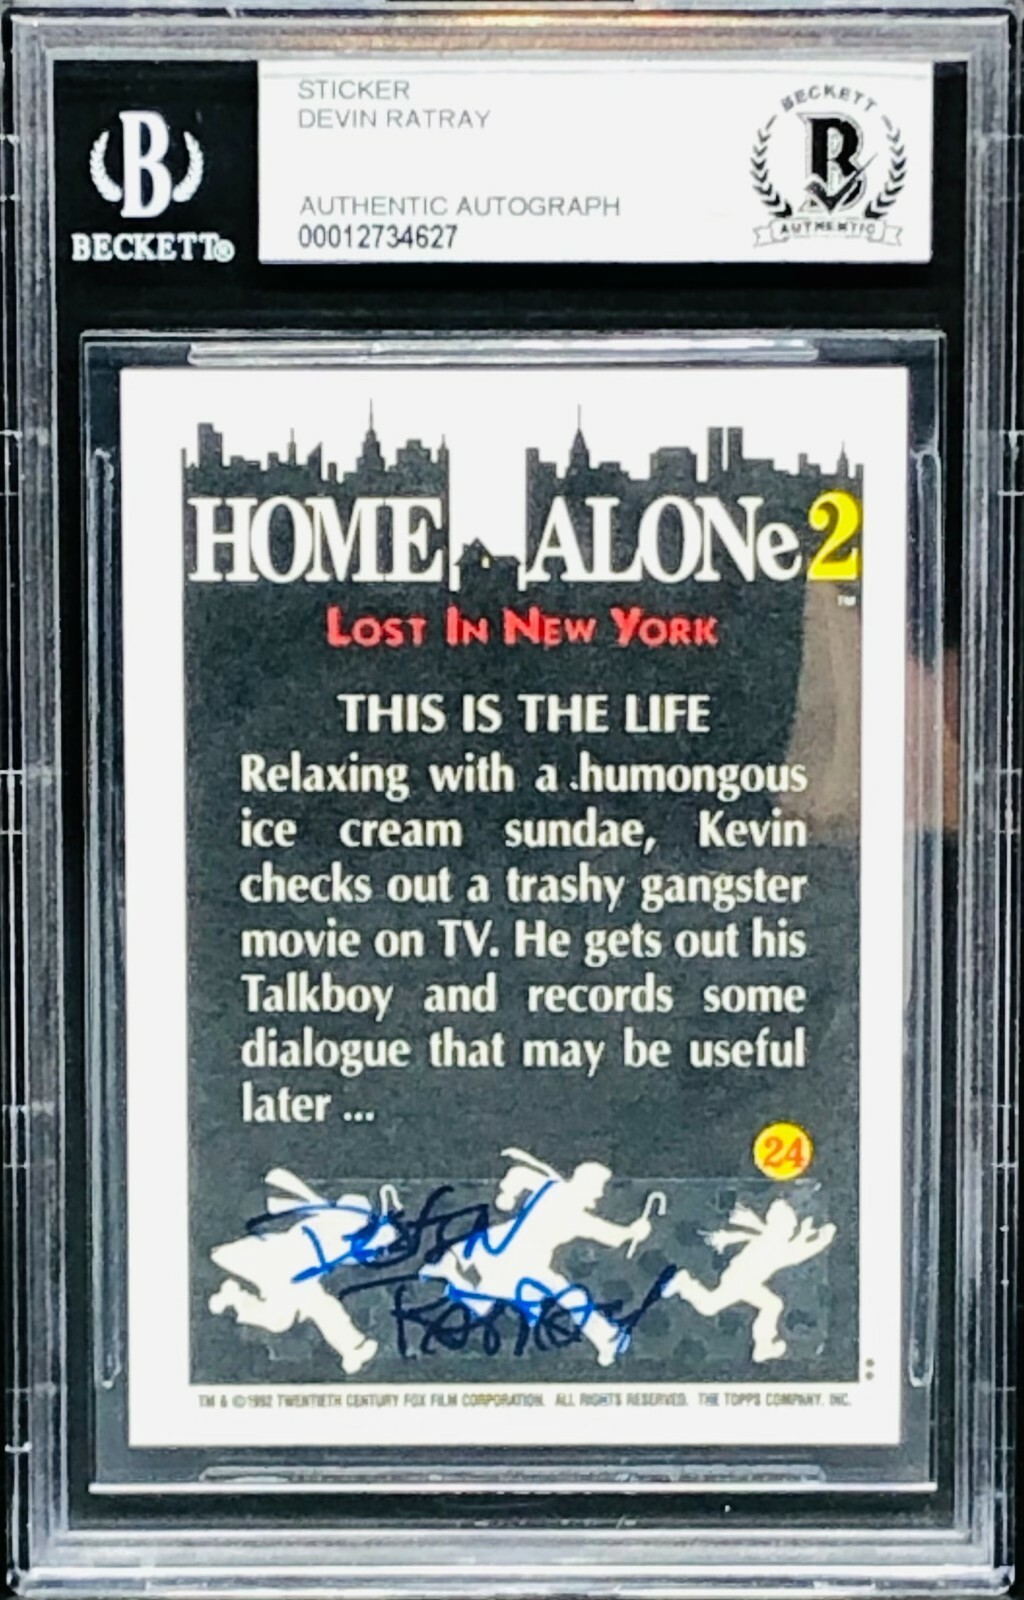 STICKER
DEVIN RATRAY
AUTHENTIC AUTOGRAPH
00012734627
B
BECKETT®
BECKETT
B
AUTHENTIC
HOME ALONe 2
™
LOST IN NEW YORK
THIS IS THE LIFE
Relaxing with a humongous
ice cream sundae, Kevin
checks out a trashy gangster
movie on TV. He gets out his
Talkboy and records some
dialogue that may be useful
later ...
24
DEVIN
RATRAY
TM & ©1992 TWENTIETH CENTURY FOX FILM CORPORATION. ALL RIGHTS RESERVED. THE TOPPS COMPANY, INC.